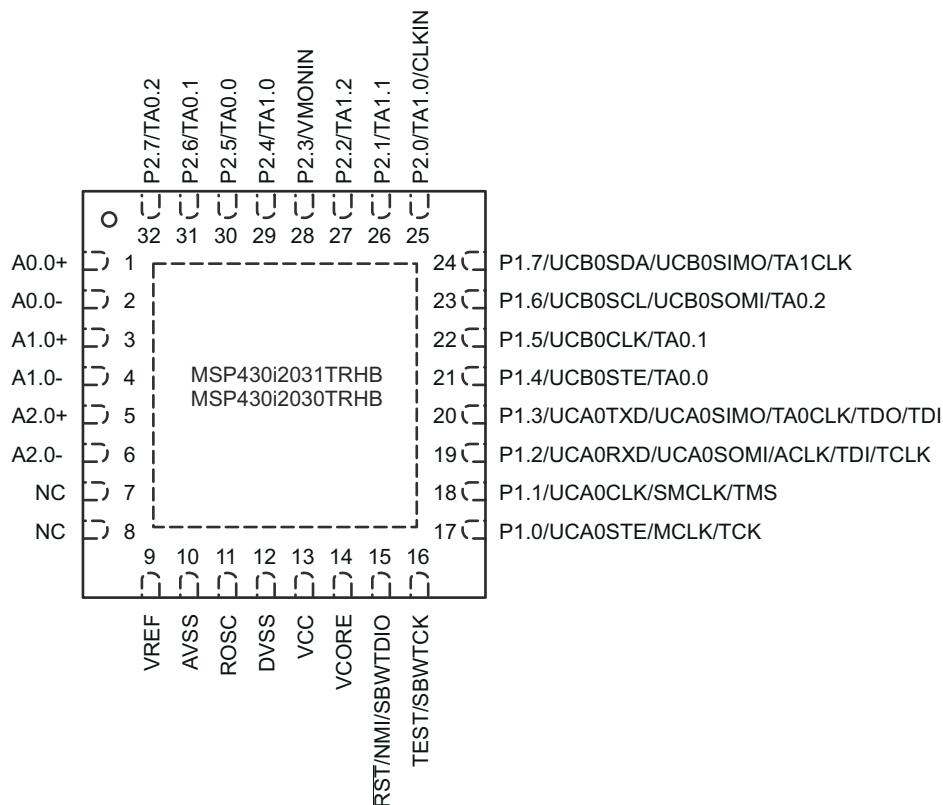 P2.7/TA0.2
P2.6/TA0.1
P2.5/TA0.0
P2.4/TA1.0
P2.3/VMONIN
P2.2/TA1.2
P2.1/TA1.1
P2.0/TA1.0/CLKIN
32 31 30 29 28 27 26 25
A0.0+ 1
A0.0- 2
A1.0+ 3
A1.0- 4
A2.0+ 5
A2.0- 6
NC 7
NC 8
MSP430i2031TRHB
MSP430i2030TRHB
24 P1.7/UCB0SDA/UCB0SIMO/TA1CLK
23 P1.6/UCB0SCL/UCB0SOMI/TA0.2
22 P1.5/UCB0CLK/TA0.1
21 P1.4/UCB0STE/TA0.0
20 P1.3/UCA0TXD/UCA0SIMO/TA0CLK/TDO/TDI
19 P1.2/UCA0RXD/UCA0SOMI/ACLK/TDI/TCLK
18 P1.1/UCA0CLK/SMCLK/TMS
17 P1.0/UCA0STE/MCLK/TCK
9 10 11 12 13 14 15 16
VREF
AVSS
ROSC
DVSS
VCC
VCORE
RST/NMI/SBWTDIO
TEST/SBWTCK